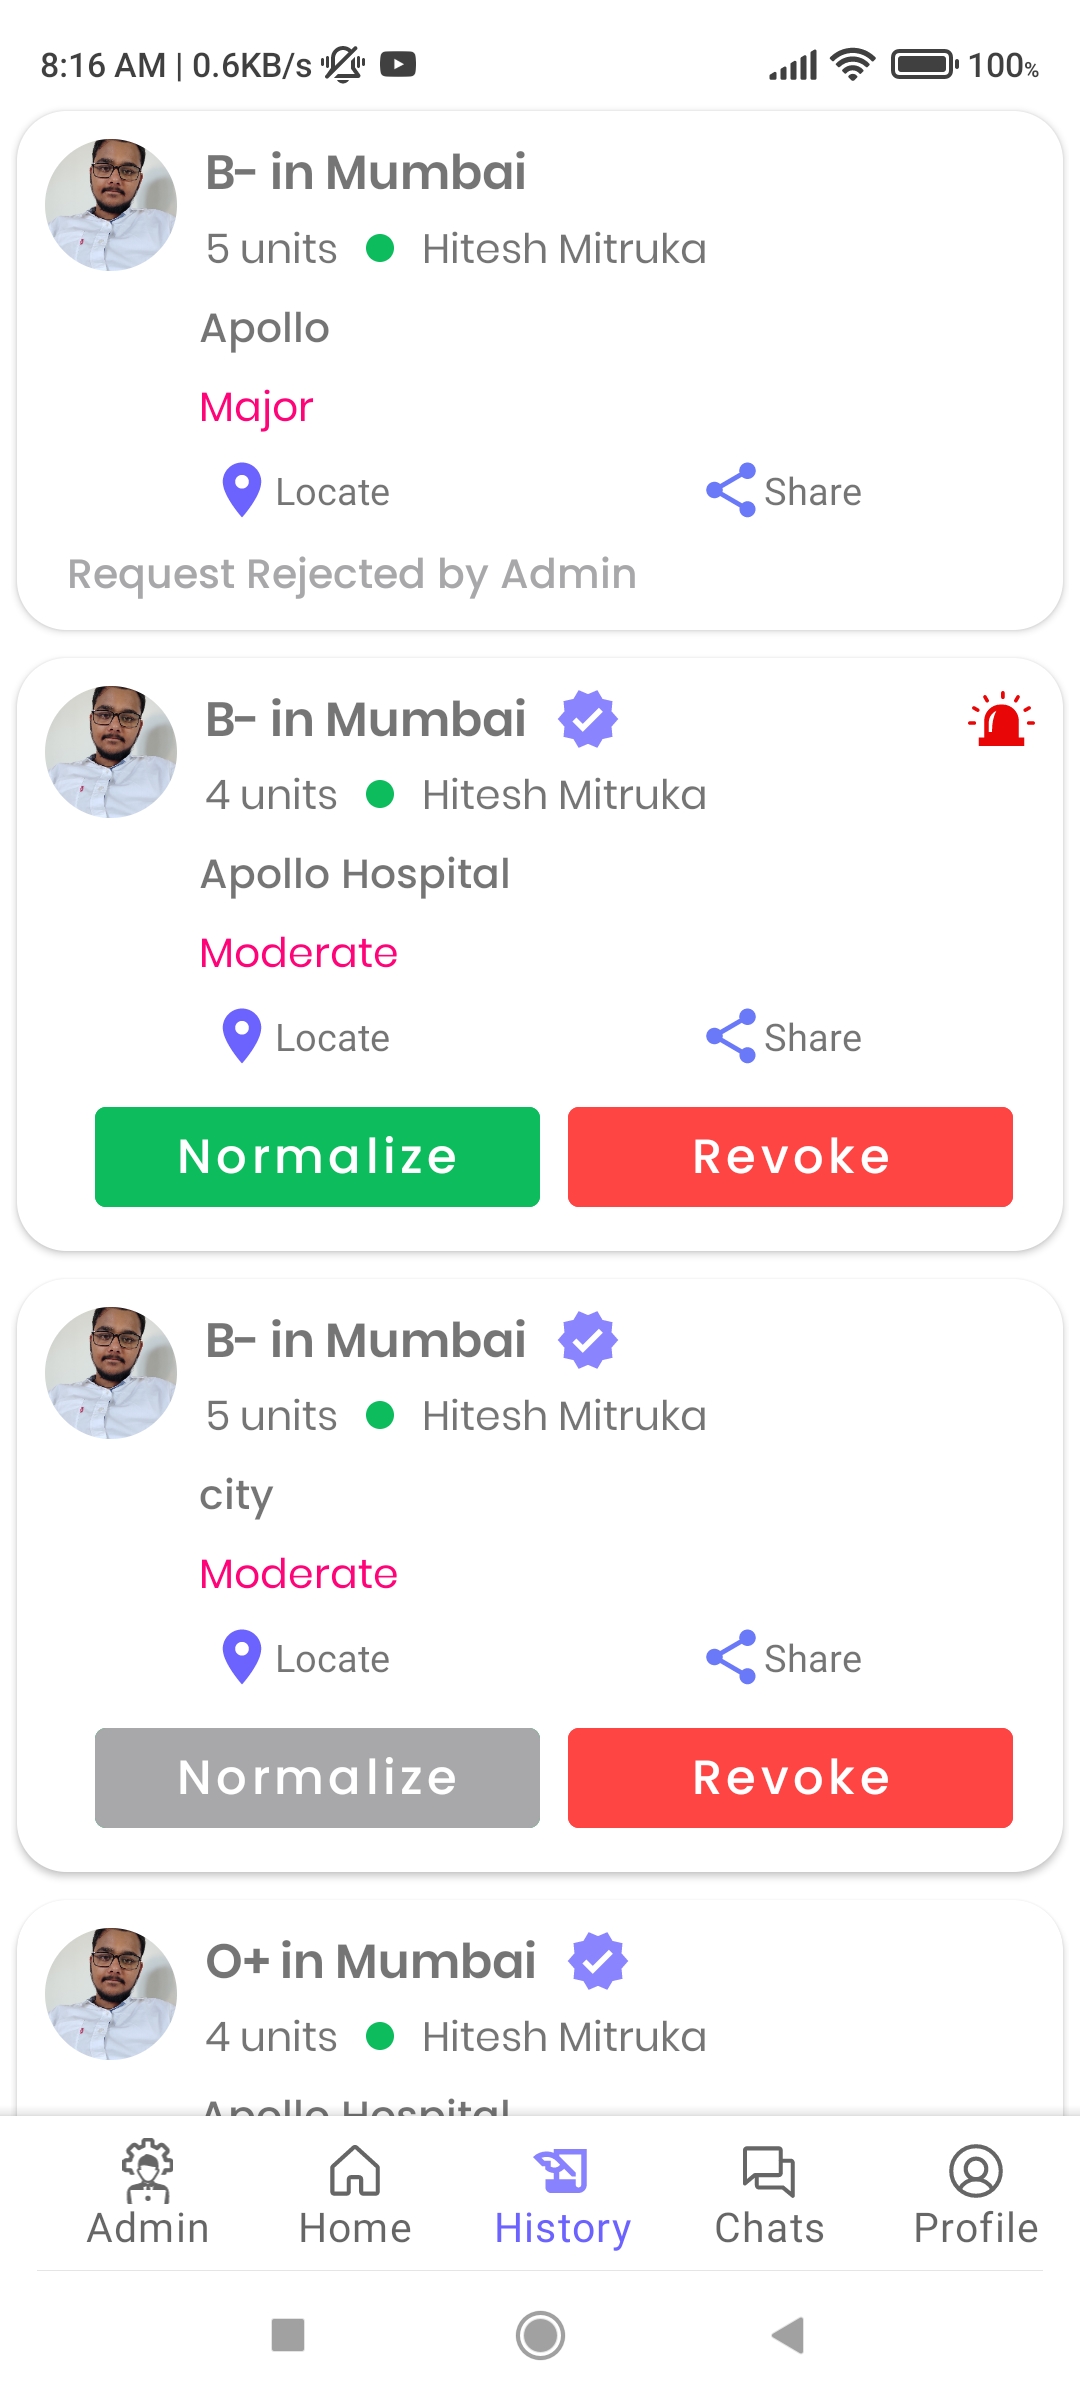 8:16 AM | 0.6KB/s 100%
B- in Mumbai
5 units Hitesh Mitruka
Apollo
Major
Locate Share
Request Rejected by Admin
B- in Mumbai
4 units Hitesh Mitruka
Apollo Hospital
Moderate
Locate Share
Normalize Revoke
B- in Mumbai
5 units Hitesh Mitruka
city
Moderate
Locate Share
Normalize Revoke
O+ in Mumbai
4 units Hitesh Mitruka
Apollo Hospital
Admin Home History Chats Profile